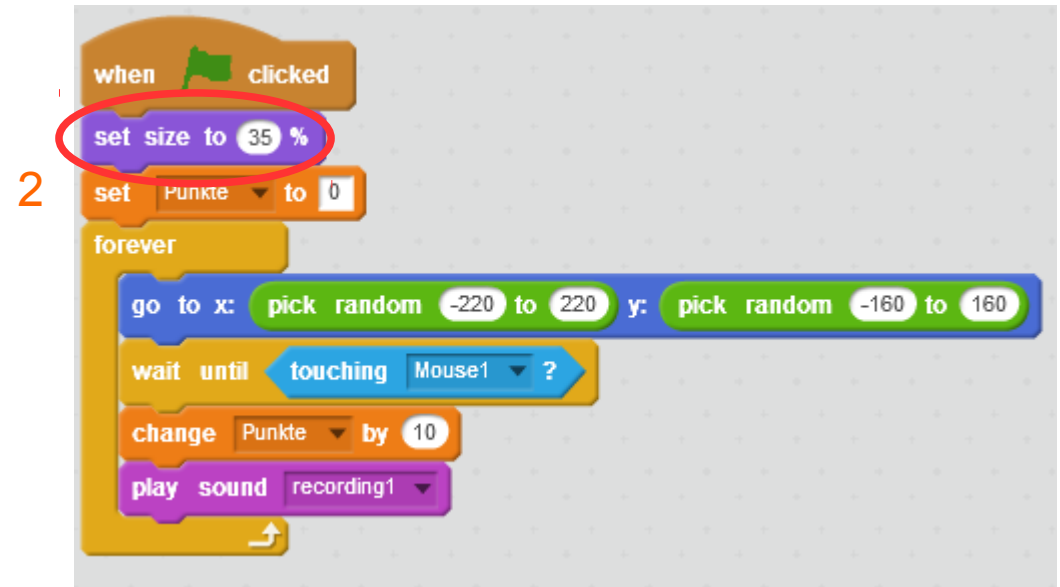 when clicked
set size to 35 %
2
set Punkte to 0
forever
go to x: pick random -220 to 220 y: pick random -160 to 160
wait until touching Mouse1 ?
change Punkte by 10
play sound recording1